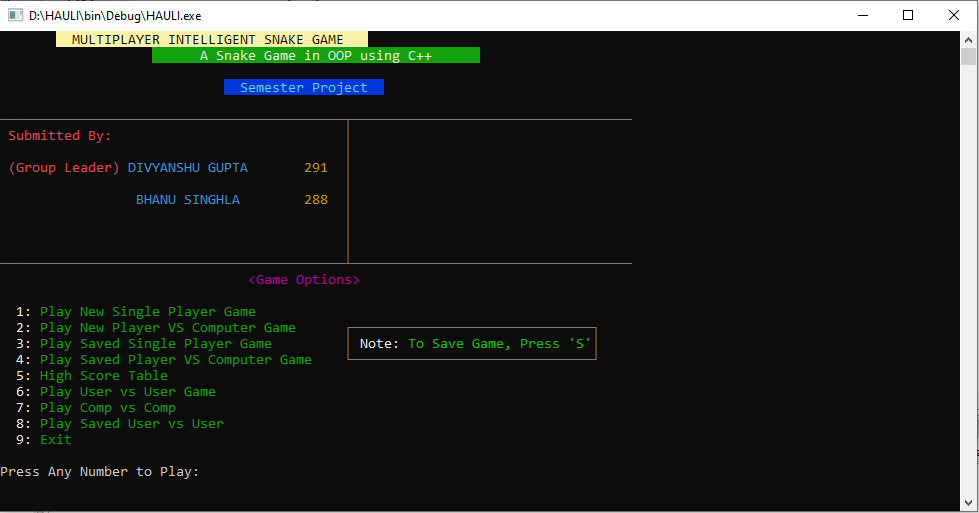 D:\HAULI\bin\Debug\HAULI.exe
MULTIPLAYER INTELLIGENT SNAKE GAME
A Snake Game in OOP using C++
Semester Project
Submitted By:
(Group Leader) DIVYANSHU GUPTA 291
BHANU SINGHLA 288
<Game Options>
1: Play New Single Player Game
2: Play New Player VS Computer Game
3: Play Saved Single Player Game
Note: To Save Game, Press 'S'
4: Play Saved Player VS Computer Game
5: High Score Table
6: Play User vs User Game
7: Play Comp vs Comp
8: Play Saved User vs User
9: Exit
Press Any Number to Play: